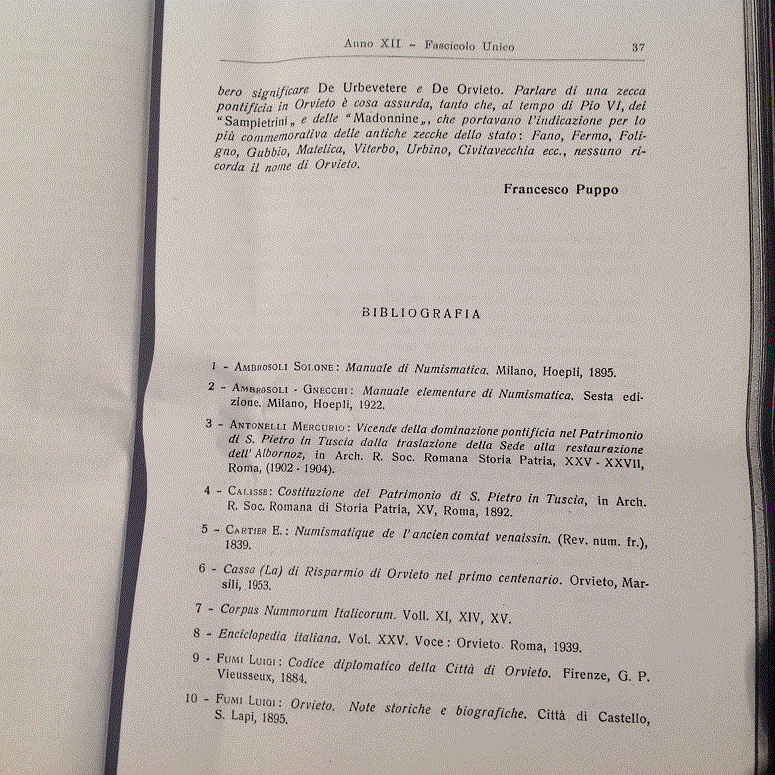 Anno XII - Fascicolo Unico 37
bero significare De Urbevetere e De Orvieto. Parlare di una zecca
pontificia in Orvieto è cosa assurda, tanto che, al tempo di Pio VI, dei
"Sampietrini„ e delle "Madonnine„, che portavano l'indicazione per lo
più commemorativa delle antiche zecche dello stato: Fano, Fermo, Foli-
gno, Gubbio, Matelica, Viterbo, Urbino, Civitavecchia ecc., nessuno ri-
corda il nome di Orvieto.
Francesco Puppo
BIBLIOGRAFIA
1 - Ambrosoli Solone: Manuale di Numismatica. Milano, Hoepli, 1895.
2 - Ambrosoli - Gnecchi: Manuale elementare di Numismatica. Sesta edi-
zione. Milano, Hoepli, 1922.
3 - Antonelli Mercurio: Vicende della dominazione pontificia nel Patrimonio
di S. Pietro in Tuscia dalla traslazione della Sede alla restaurazione
dell'Albornoz, in Arch. R. Soc. Romana Storia Patria, XXV - XXVII,
Roma, (1902 - 1904).
4 - Calisse: Costituzione del Patrimonio di S. Pietro in Tuscia, in Arch.
R. Soc. Romana di Storia Patria, XV, Roma, 1892.
5 - Cartier E.: Numismatique de l'ancien comtat venaissin. (Rev. num. fr.),
1839.
6 - Cassa (La) di Risparmio di Orvieto nel primo centenario. Orvieto, Mar-
sili, 1953.
7 - Corpus Nummorum Italicorum. Voll. XI, XIV, XV.
8 - Enciclopedia italiana. Vol. XXV. Voce: Orvieto. Roma, 1939.
9 - Fumi Luigi: Codice diplomatico della Città di Orvieto. Firenze, G. P.
Vieusseux, 1884.
10 - Fumi Luigi: Orvieto. Note storiche e biografiche. Città di Castello,
S. Lapi, 1895.